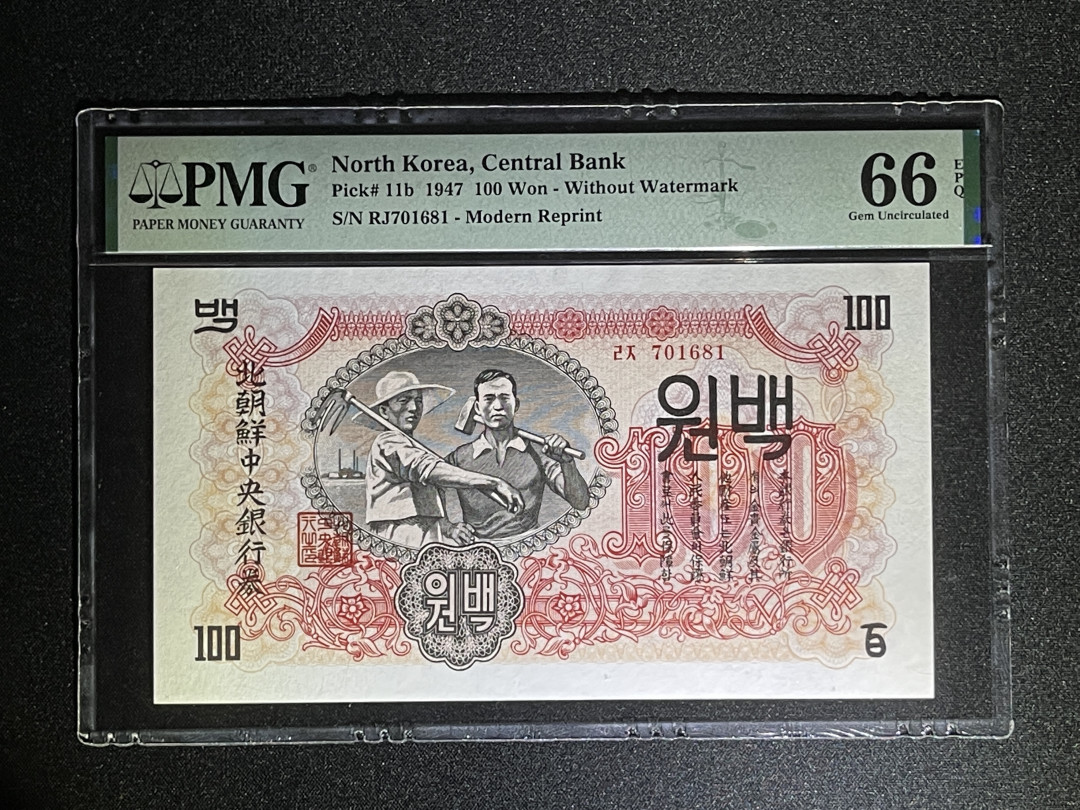 PMG®
PAPER MONEY GUARANTY
North Korea, Central Bank
Pick# 11b 1947 100 Won - Without Watermark
S/N RJ701681 - Modern Reprint
66 EPQ
Gem Uncirculated
백
100
ㄹㅈ 701681
원백
100
北朝鮮中央銀行券
원백
100
百